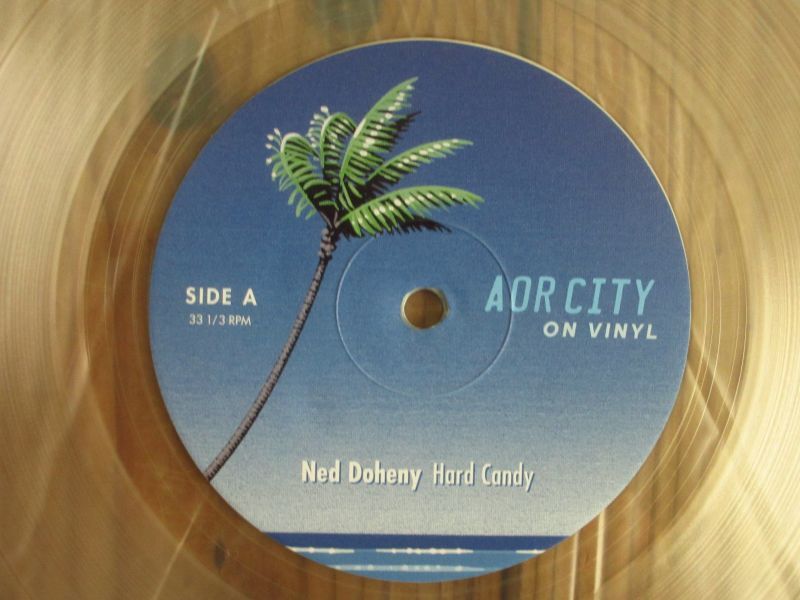 SIDE A
33 1/3 RPM
AOR CITY
ON VINYL
Ned Doheny Hard Candy